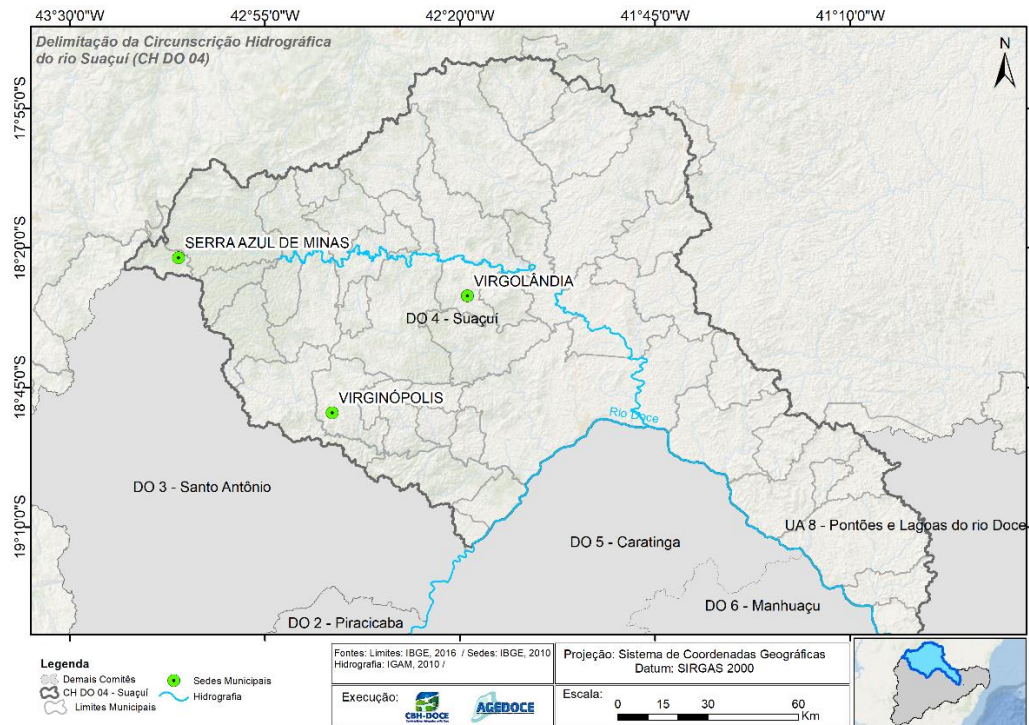 43°30'0"W
42°55'0"W
42°20'0"W
41°45'0"W
41°10'0"W
Delimitação da Circunscrição Hidrográfica
do rio Suaçuí (CH DO 04)
N
17°55'0"S
18°20'0"S
18°45'0"S
19°10'0"S
SERRA AZUL DE MINAS
VIRGOLÂNDIA
DO 4 - Suaçuí
VIRGINÓPOLIS
Rio Doce
DO 3 - Santo Antônio
UA 8 - Pontões e Lagoas do rio Doce
DO 5 - Caratinga
DO 6 - Manhuaçu
DO 2 - Piracicaba
Legenda
Demais Comitês
CH DO 04 - Suaçuí
Limites Municipais
Sedes Municipais
Hidrografia
Fontes: Limites: IBGE, 2016 / Sedes: IBGE, 2010
Hidrografia: IGAM, 2010 /
Execução:
CBH-DOCE
AGEDOCE
Projeção: Sistema de Coordenadas Geográficas
Datum: SIRGAS 2000
Escala:
0 15 30 60
Km